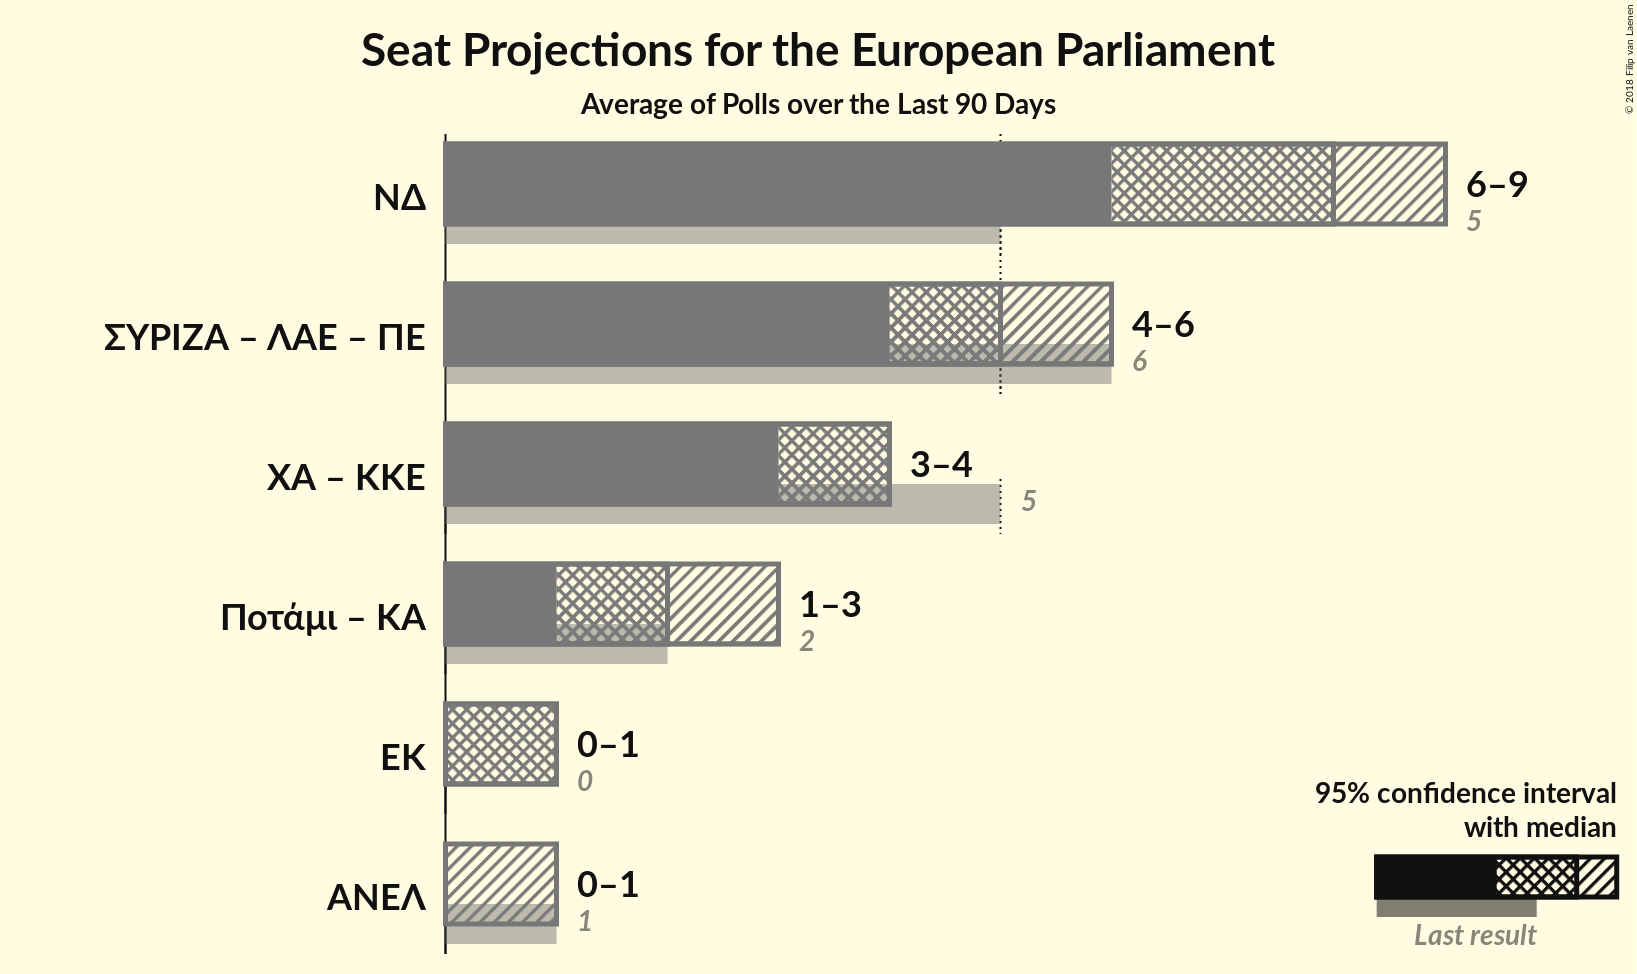 Seat Projections for the European Parliament
Average of Polls over the Last 90 Days
© 2018 Filip van Laenen
ΝΔ
6–9
5
ΣΥΡΙΖΑ – ΛΑΕ – ΠΕ
4–6
6
ΧΑ – ΚΚΕ
3–4
5
Ποτάμι – ΚΑ
1–3
2
ΕΚ
0–1
0
ΑΝΕΛ
0–1
1
95% confidence interval
with median
Last result